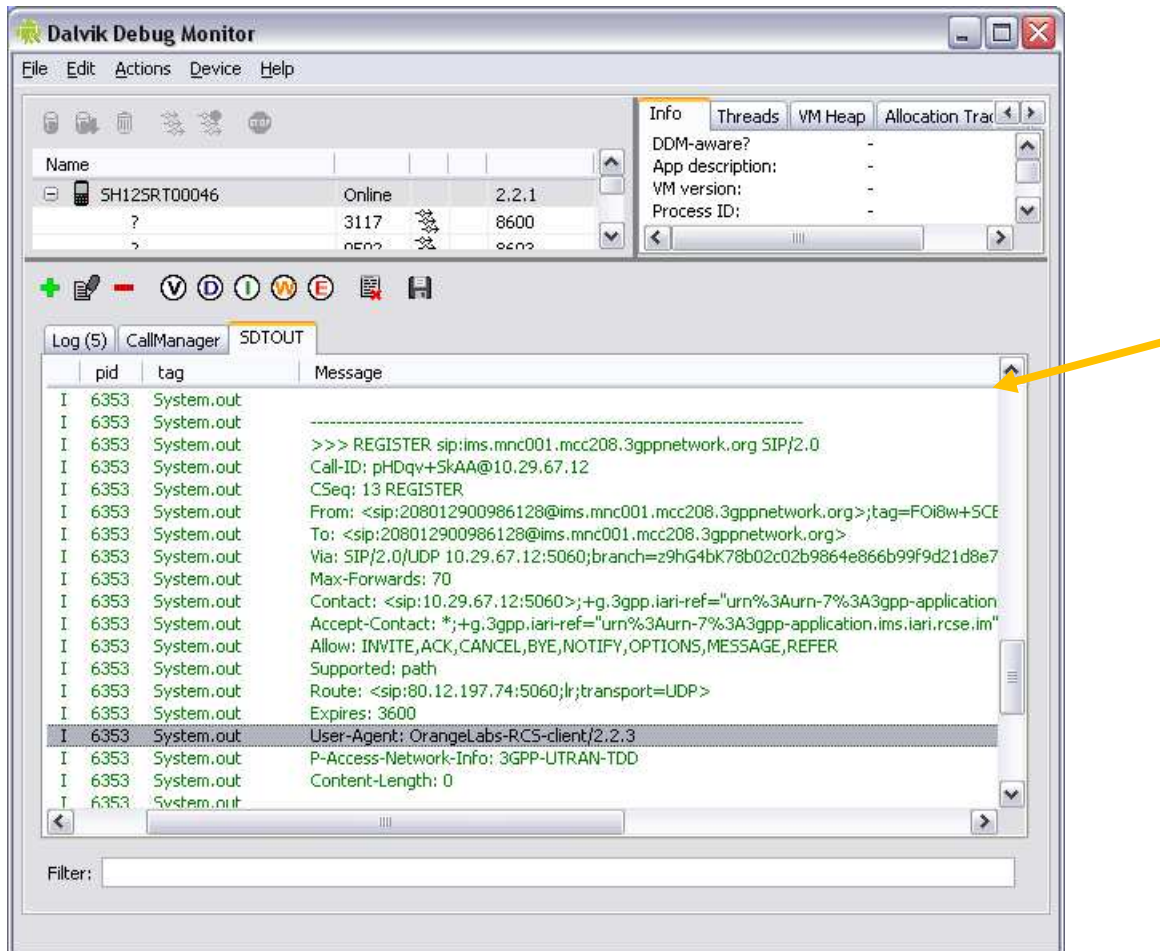 Dalvik Debug Monitor
File Edit Actions Device Help
Info Threads VM Heap Allocation Trac
DDM-aware? -
App description: -
VM version: -
Process ID: -
Name
SH12SRT00046 Online 2.2.1
? 3117 8600
?
V D I W E
Log (5) CallManager SDTOUT
pid tag Message
I 6353 System.out
I 6353 System.out --------------------------------------------------------------------------------
I 6353 System.out >>> REGISTER sip:ims.mnc001.mcc208.3gppnetwork.org SIP/2.0
I 6353 System.out Call-ID: pHDqv+SkAA@10.29.67.12
I 6353 System.out CSeq: 13 REGISTER
I 6353 System.out From: <sip:208012900986128@ims.mnc001.mcc208.3gppnetwork.org>;tag=FOi8w+SCE
I 6353 System.out To: <sip:208012900986128@ims.mnc001.mcc208.3gppnetwork.org>
I 6353 System.out Via: SIP/2.0/UDP 10.29.67.12:5060;branch=z9hG4bK78b02c02b9864e866b99f9d21d8e7
I 6353 System.out Max-Forwards: 70
I 6353 System.out Contact: <sip:10.29.67.12:5060>;+g.3gpp.iari-ref="urn%3Aurn-7%3A3gpp-application
I 6353 System.out Accept-Contact: *;+g.3gpp.iari-ref="urn%3Aurn-7%3A3gpp-application.ims.iari.rcse.im"
I 6353 System.out Allow: INVITE,ACK,CANCEL,BYE,NOTIFY,OPTIONS,MESSAGE,REFER
I 6353 System.out Supported: path
I 6353 System.out Route: <sip:80.12.197.74:5060;lr;transport=UDP>
I 6353 System.out Expires: 3600
I 6353 System.out User-Agent: OrangeLabs-RCS-client/2.2.3
I 6353 System.out P-Access-Network-Info: 3GPP-UTRAN-TDD
I 6353 System.out Content-Length: 0
I 6353 System.out
Filter: